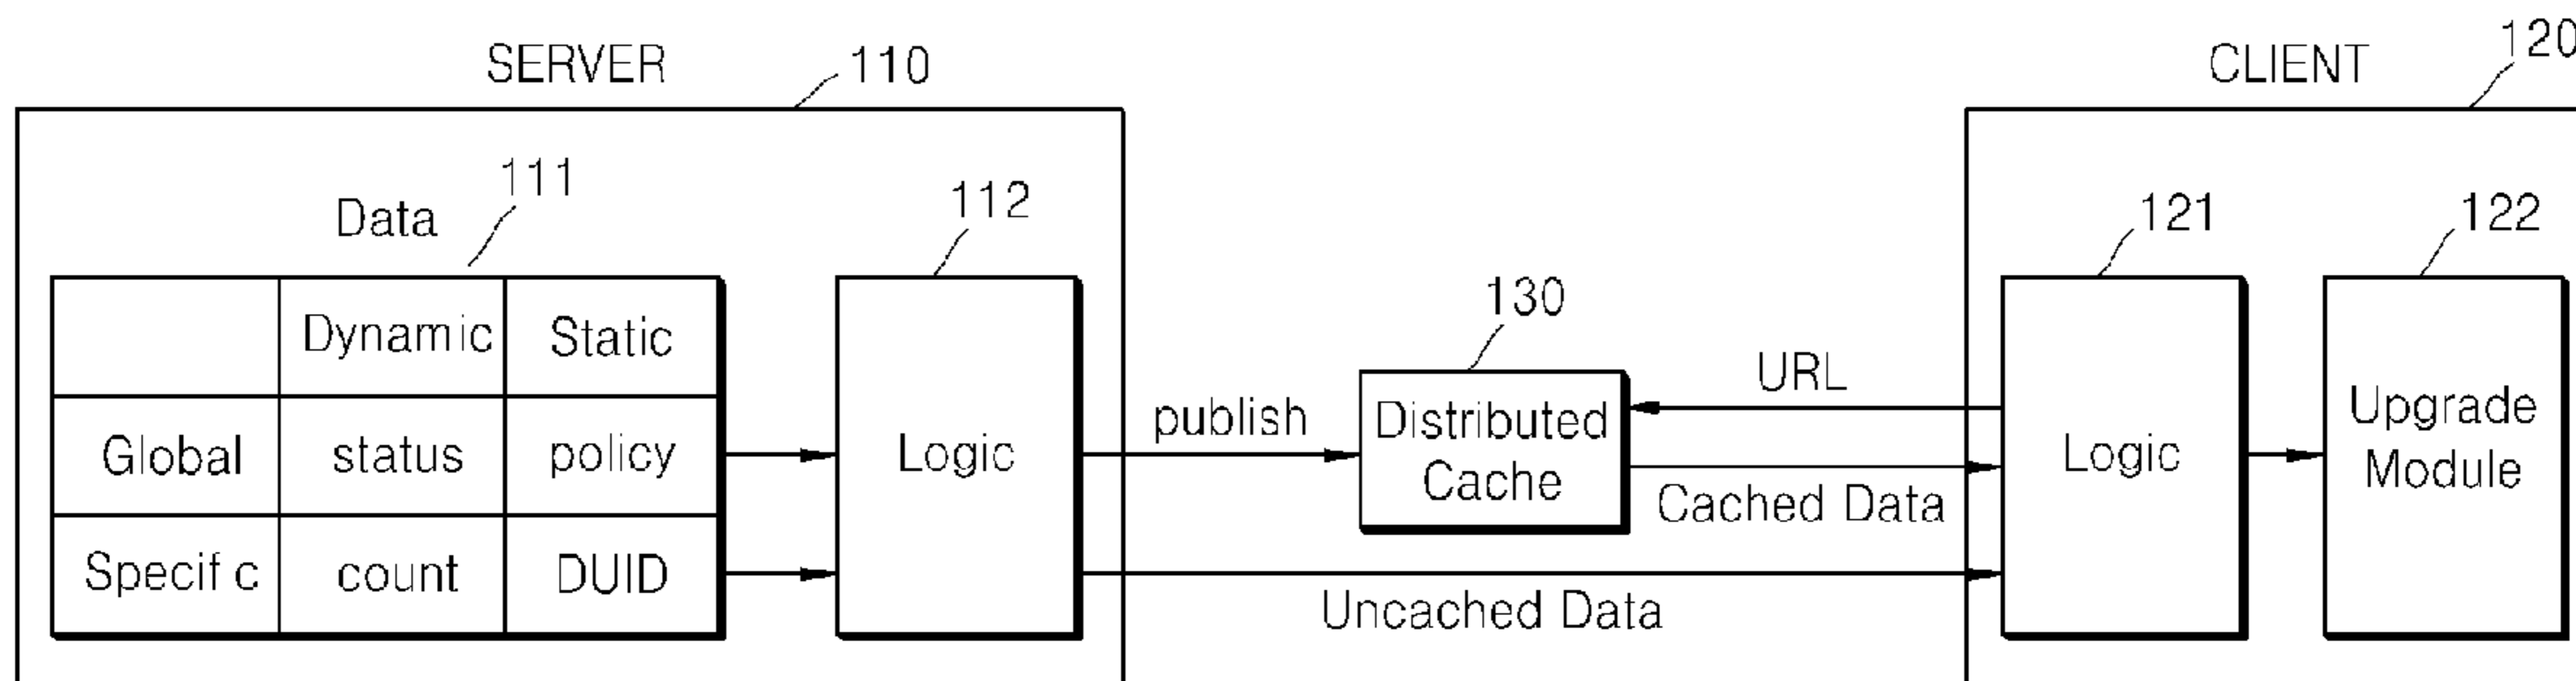 SERVER
110
CLIENT
120
Data
111
112
121
122
130
Dynamic
Static
Global
status
policy
Specif c
count
DUID
Logic
publish
Distributed
Cache
URL
Cached Data
Uncached Data
Logic
Upgrade
Module